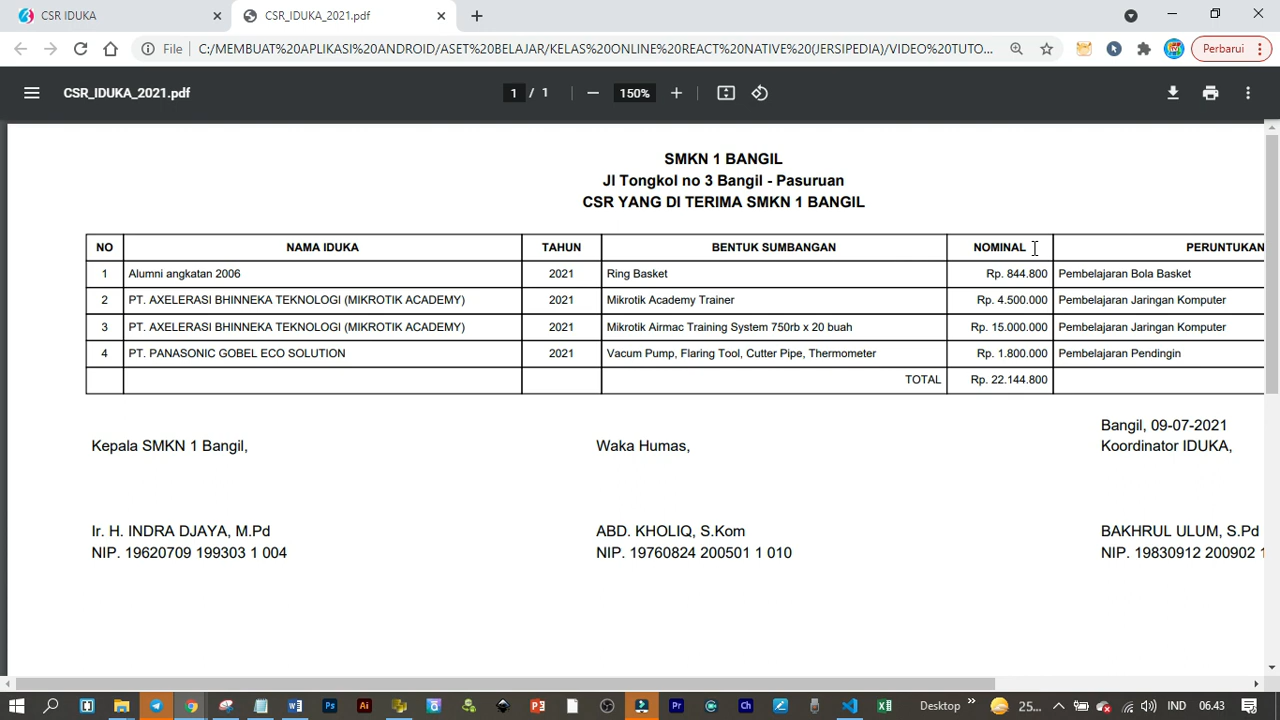 CSR IDUKA
CSR_IDUKA_2021.pdf
File C:/MEMBUAT%20APLIKASI%20ANDROID/ASET%20BELAJAR/KELAS%20ONLINE%20REACT%20NATIVE%20(JERSIPEDIA)/VIDEO%20TUTO...
Perbarui
CSR_IDUKA_2021.pdf
1 / 1
150%
SMKN 1 BANGIL
Jl Tongkol no 3 Bangil - Pasuruan
CSR YANG DI TERIMA SMKN 1 BANGIL
NO NAMA IDUKA TAHUN BENTUK SUMBANGAN NOMINAL PERUNTUKAN
1 Alumni angkatan 2006 2021 Ring Basket Rp. 844.800 Pembelajaran Bola Basket
2 PT. AXELERASI BHINNEKA TEKNOLOGI (MIKROTIK ACADEMY) 2021 Mikrotik Academy Trainer Rp. 4.500.000 Pembelajaran Jaringan Komputer
3 PT. AXELERASI BHINNEKA TEKNOLOGI (MIKROTIK ACADEMY) 2021 Mikrotik Airmac Training System 750rb x 20 buah Rp. 15.000.000 Pembelajaran Jaringan Komputer
4 PT. PANASONIC GOBEL ECO SOLUTION 2021 Vacum Pump, Flaring Tool, Cutter Pipe, Thermometer Rp. 1.800.000 Pembelajaran Pendingin
TOTAL Rp. 22.144.800
Bangil, 09-07-2021
Kepala SMKN 1 Bangil, Waka Humas, Koordinator IDUKA,
Ir. H. INDRA DJAYA, M.Pd ABD. KHOLIQ, S.Kom BAKHRUL ULUM, S.Pd
NIP. 19620709 199303 1 004 NIP. 19760824 200501 1 010 NIP. 19830912 200902 1
Desktop 25... IND 06.43